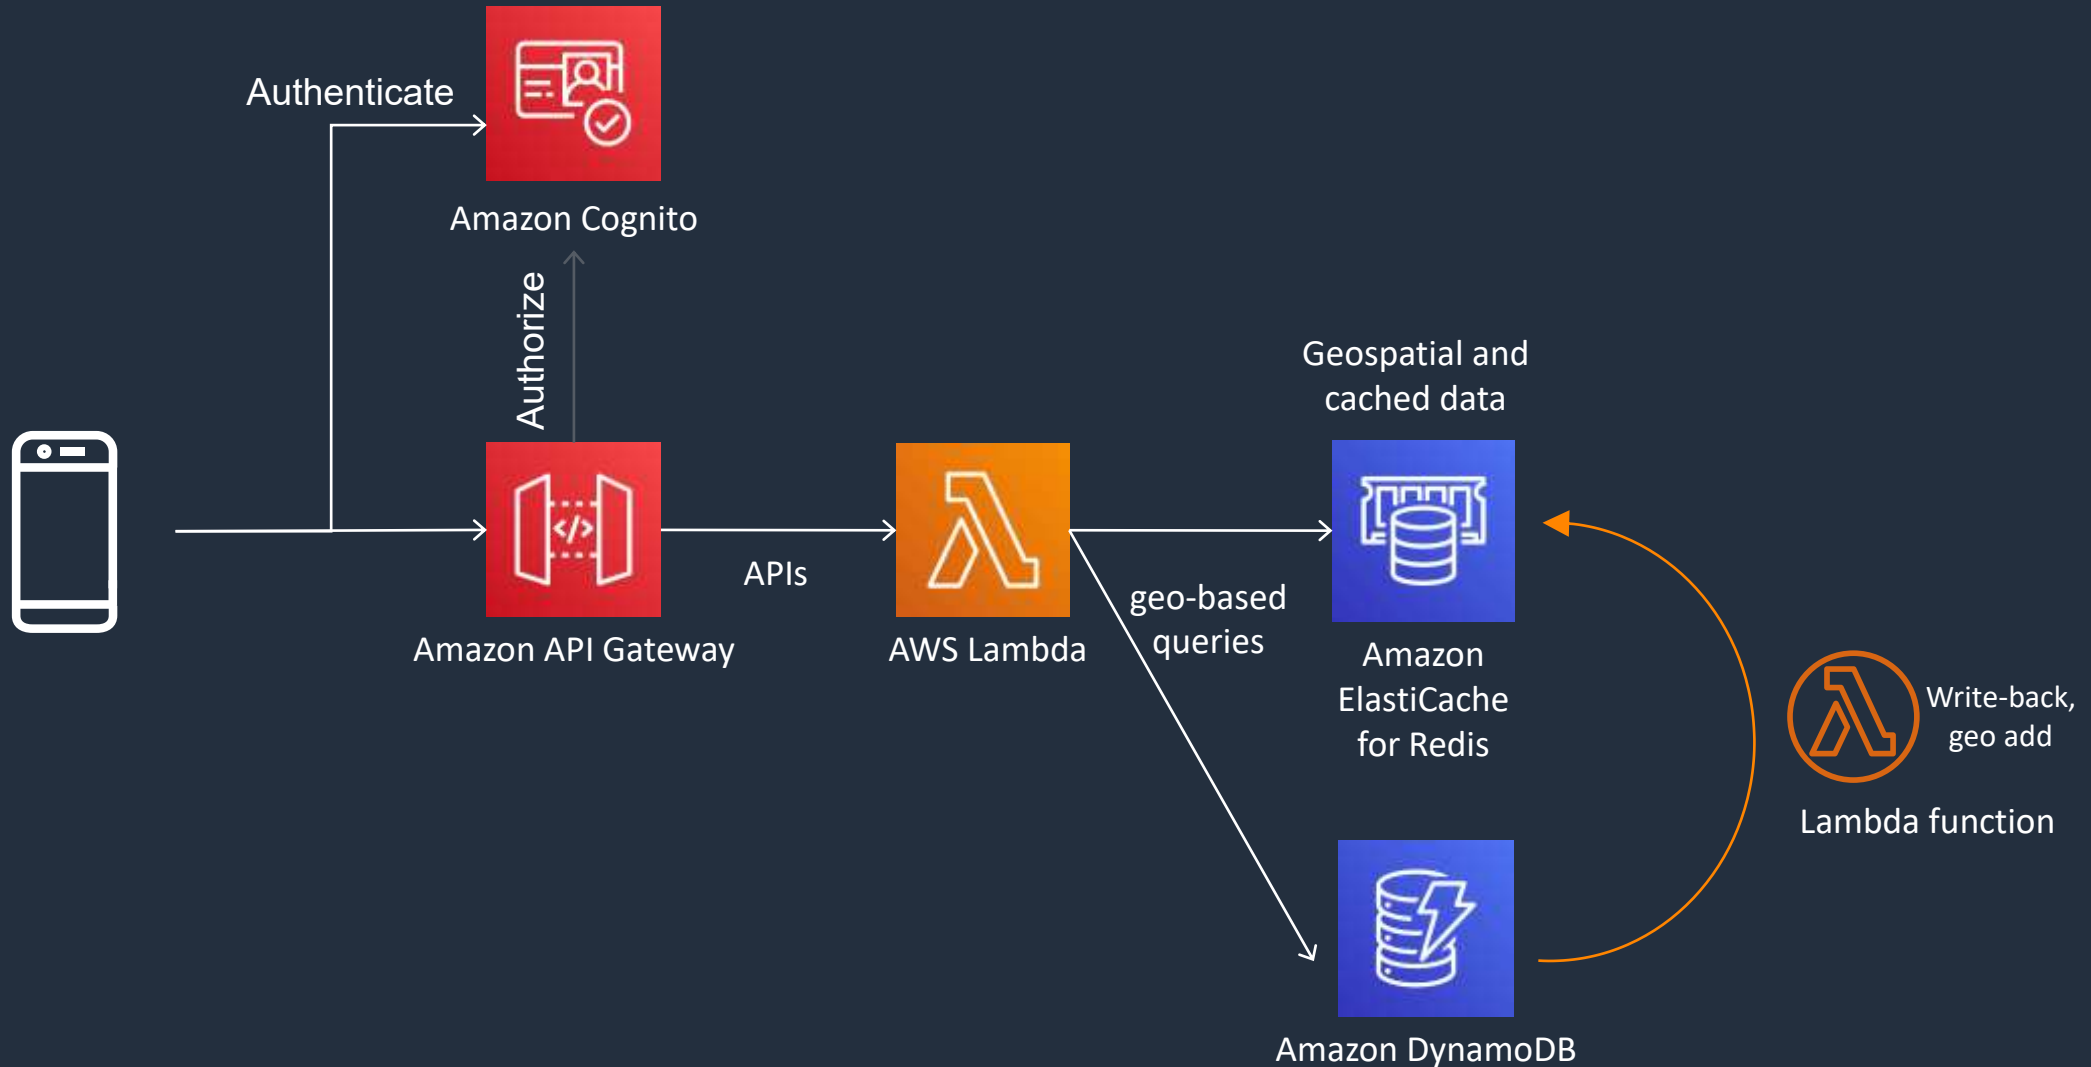 Authenticate
Amazon Cognito
Authorize
Geospatial and
cached data
</>
APIs
geo-based
queries
Amazon API Gateway
AWS Lambda
Amazon
ElastiCache
for Redis
Write-back,
geo add
Lambda function
Amazon DynamoDB